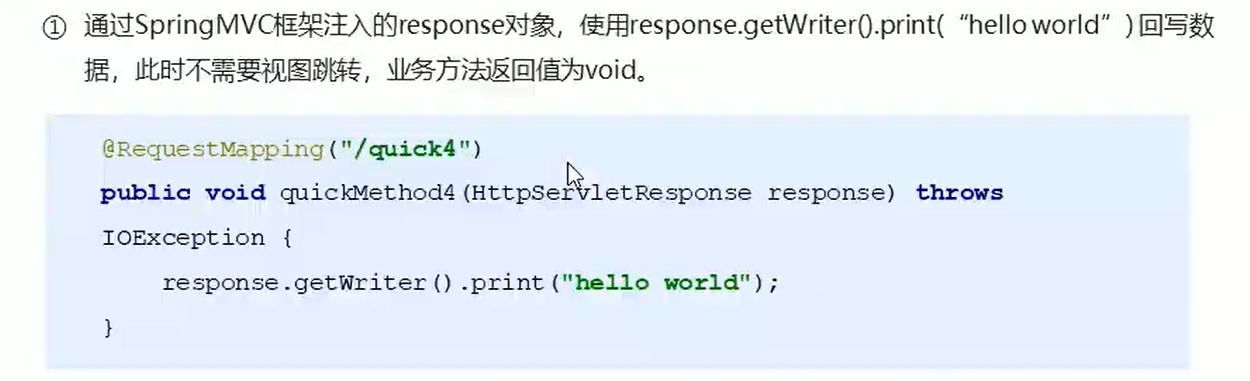 ① 通过SpringMVC框架注入的response对象，使用response.getWriter().print(“hello world”)回写数
据，此时不需要视图跳转，业务方法返回值为void。
@RequestMapping("/quick4")
public void quickMethod4(HttpServletResponse response) throws
IOException {
    response.getWriter().print("hello world");
}